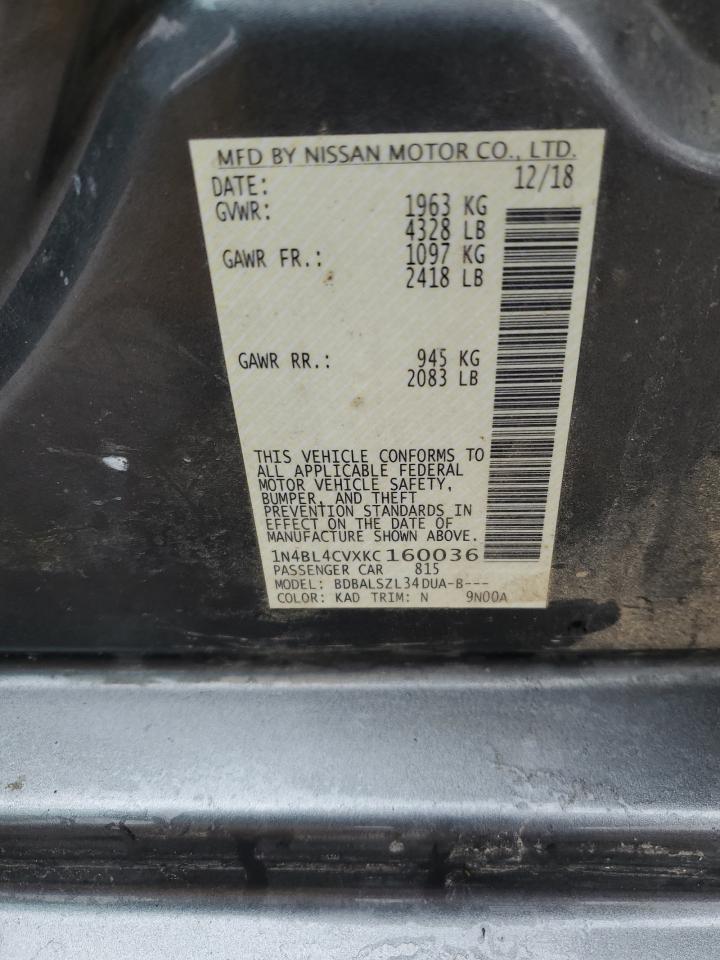 MFD BY NISSAN MOTOR CO., LTD.
DATE: 12/18
GVWR: 1963 KG
4328 LB
GAWR FR.: 1097 KG
2418 LB
GAWR RR.: 945 KG
2083 LB
THIS VEHICLE CONFORMS TO
ALL APPLICABLE FEDERAL
MOTOR VEHICLE SAFETY,
BUMPER, AND THEFT
PREVENTION STANDARDS IN
EFFECT ON THE DATE OF
MANUFACTURE SHOWN ABOVE.
1N4BL4CVXKC160036
PASSENGER CAR 815
MODEL: BDBALSZL34DUA-B---
COLOR: KAD TRIM: N 9N00A